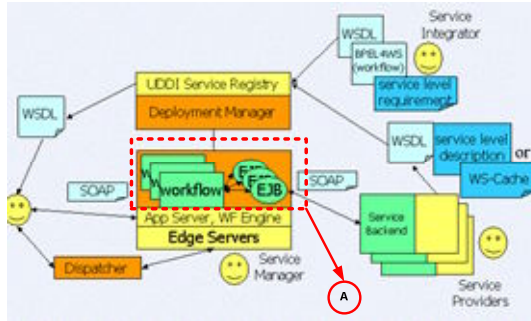 Service
Integrator
WSDL
BPEL4WS
(workflow)
service level
requirement
UDDI Service Registry
Deployment Manager
WSDL
WSDL
service level
description
or
WS-Cache
SOAP
workflow
EJB
SOAP
App Server, WF Engine
Edge Servers
Service
Backend
Dispatcher
Service
Manager
A
Service
Providers